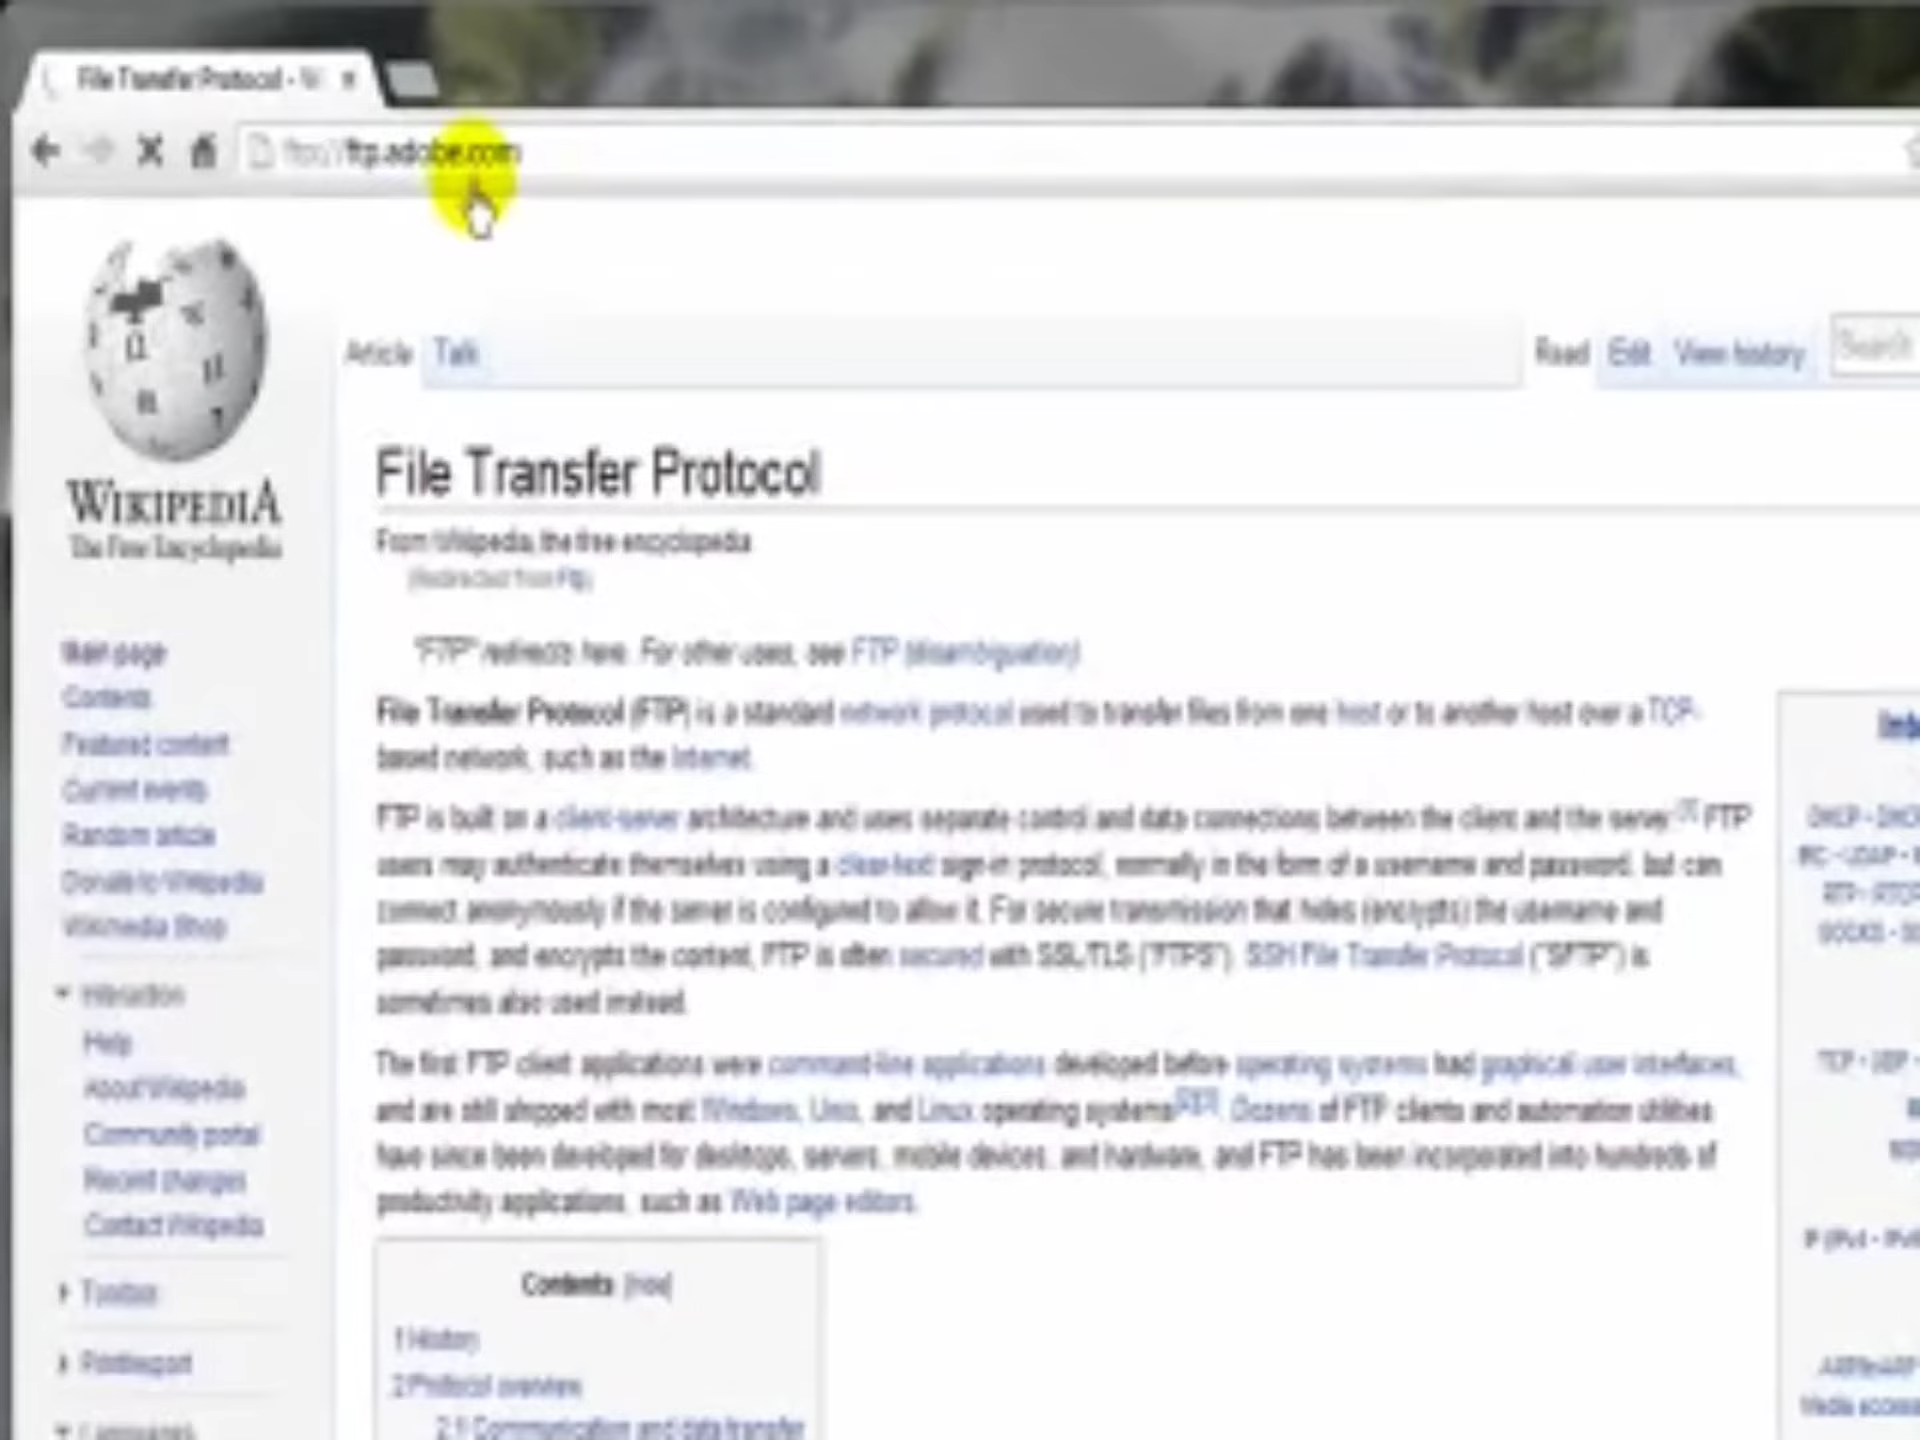 File Transfer Protocol - W
ftp://ftp.adobe.com
WIKIPEDIA
The Free Encyclopedia
Article Talk
Read Edit View history Search
File Transfer Protocol
From Wikipedia, the free encyclopedia
(Redirected from Ftp)
"FTP" redirects here. For other uses, see FTP (disambiguation).
File Transfer Protocol (FTP) is a standard network protocol used to transfer files from one host or to another host over a TCP-
based network, such as the Internet.
FTP is built on a client-server architecture and uses separate control and data connections between the client and the server.[1] FTP
users may authenticate themselves using a clear-text sign-in protocol, normally in the form of a username and password, but can
connect anonymously if the server is configured to allow it. For secure transmission that hides (encrypts) the username and
password, and encrypts the content, FTP is often secured with SSL/TLS ("FTPS"). SSH File Transfer Protocol ("SFTP") is
sometimes also used instead.
The first FTP client applications were command-line applications developed before operating systems had graphical user interfaces,
and are still shipped with most Windows, Unix, and Linux operating systems.[2][3] Dozens of FTP clients and automation utilities
have since been developed for desktops, servers, mobile devices, and hardware, and FTP has been incorporated into hundreds of
productivity applications, such as Web page editors.
Contents [hide]
1 History
2 Protocol overview
2.1 Communication and data transfer
Main page
Contents
Featured content
Current events
Random article
Donate to Wikipedia
Wikimedia Shop
Interaction
Help
About Wikipedia
Community portal
Recent changes
Contact Wikipedia
Toolbox
Print/export
Languages